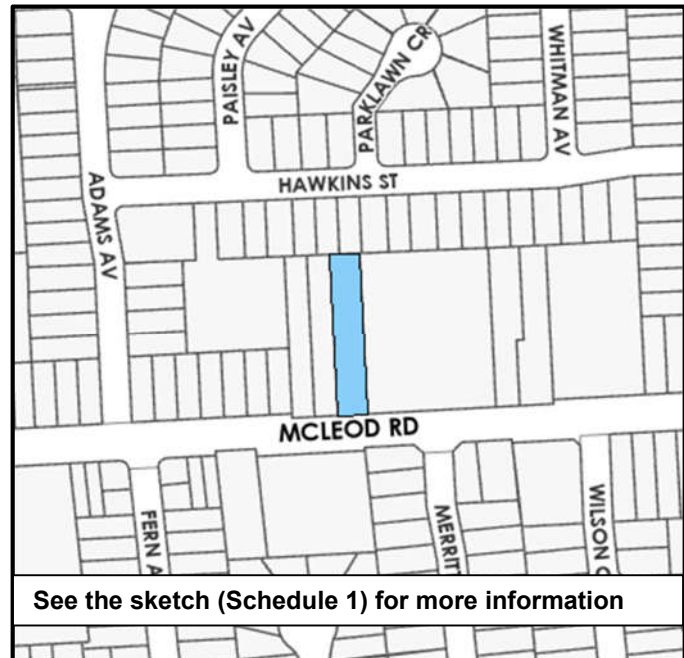 PAISLEY AV
PARKLAWN CR
WHITMAN AV
HAWKINS ST
ADAMS AV
MCLEOD RD
FERN A
MERRIT
WILSON C
See the sketch (Schedule 1) for more information